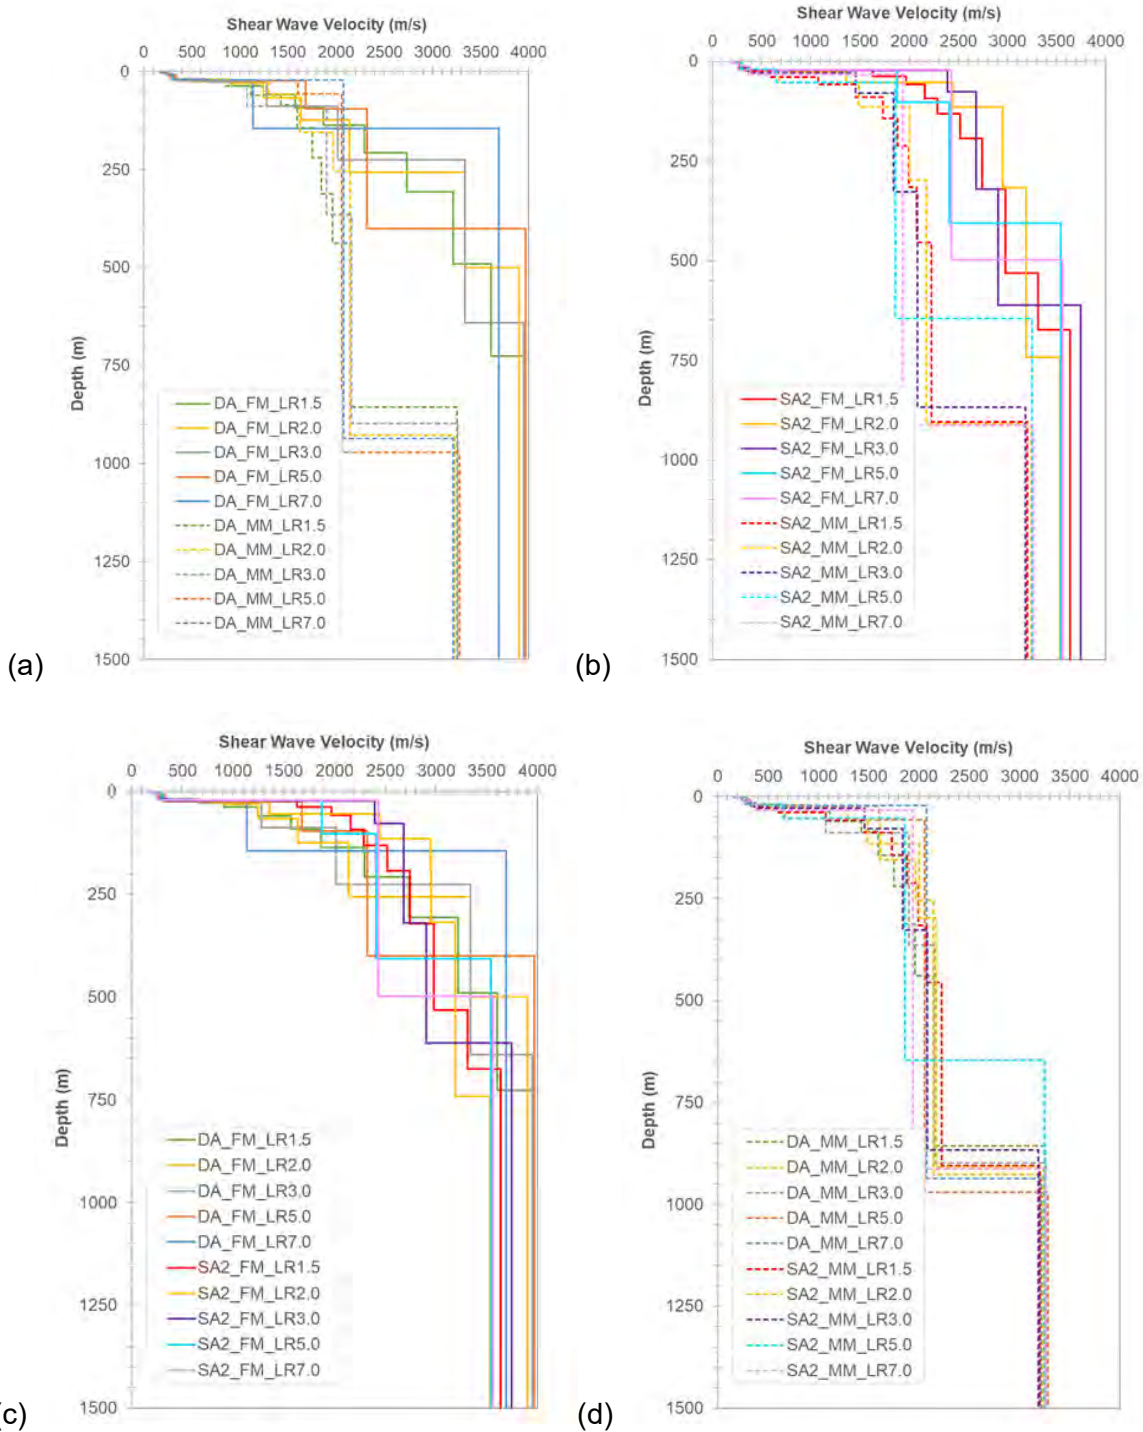 Shear Wave Velocity (m/s)
0 500 1000 1500 2000 2500 3000 3500 4000
0
250
500
750
1000
1250
1500
Depth (m)
DA_FM_LR1.5
DA_FM_LR2.0
DA_FM_LR3.0
DA_FM_LR5.0
DA_FM_LR7.0
DA_MM_LR1.5
DA_MM_LR2.0
DA_MM_LR3.0
DA_MM_LR5.0
DA_MM_LR7.0
(a)
Shear Wave Velocity (m/s)
0 500 1000 1500 2000 2500 3000 3500 4000
0
250
500
750
1000
1250
1500
Depth (m)
SA2_FM_LR1.5
SA2_FM_LR2.0
SA2_FM_LR3.0
SA2_FM_LR5.0
SA2_FM_LR7.0
SA2_MM_LR1.5
SA2_MM_LR2.0
SA2_MM_LR3.0
SA2_MM_LR5.0
SA2_MM_LR7.0
(b)
Shear Wave Velocity (m/s)
0 500 1000 1500 2000 2500 3000 3500 4000
0
250
500
750
1000
1250
1500
Depth (m)
DA_FM_LR1.5
DA_FM_LR2.0
DA_FM_LR3.0
DA_FM_LR5.0
DA_FM_LR7.0
SA2_FM_LR1.5
SA2_FM_LR2.0
SA2_FM_LR3.0
SA2_FM_LR5.0
SA2_FM_LR7.0
(c)
Shear Wave Velocity (m/s)
0 500 1000 1500 2000 2500 3000 3500 4000
0
250
500
750
1000
1250
1500
Depth (m)
DA_MM_LR1.5
DA_MM_LR2.0
DA_MM_LR3.0
DA_MM_LR5.0
DA_MM_LR7.0
SA2_MM_LR1.5
SA2_MM_LR2.0
SA2_MM_LR3.0
SA2_MM_LR5.0
SA2_MM_LR7.0
(d)